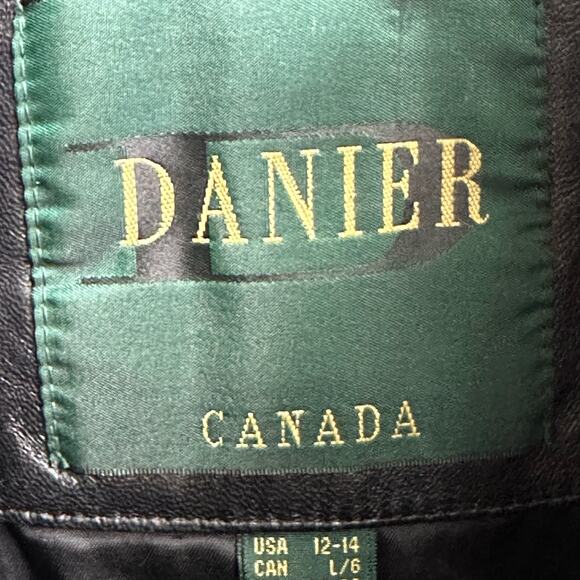 DANIER
CANADA
USA 12-14
CAN L/6